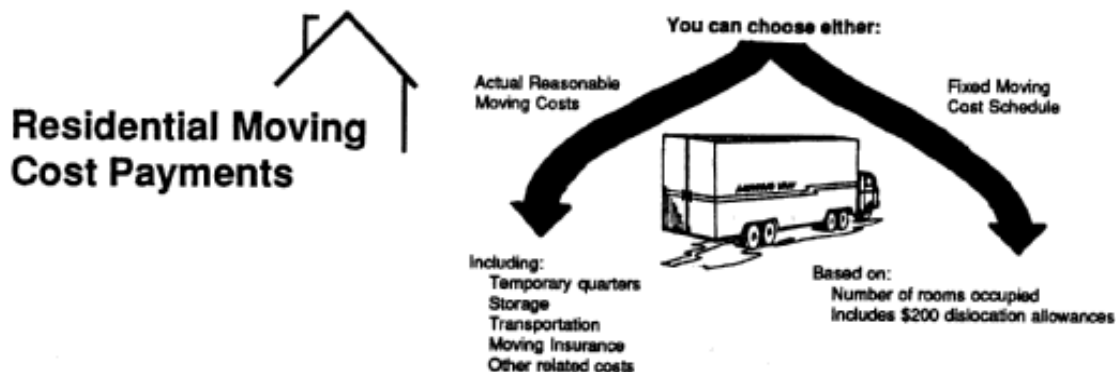 Residential Moving
Cost Payments
You can choose either:
Actual Reasonable
Moving Costs
Fixed Moving
Cost Schedule
Including:
Temporary quarters
Storage
Transportation
Moving Insurance
Other related costs
Based on:
Number of rooms occupied
Includes $200 dislocation allowances